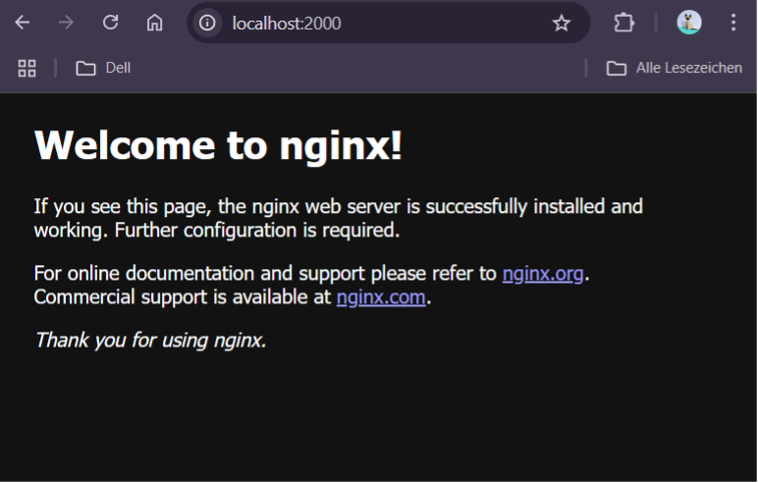 localhost:2000
Dell
Alle Lesezeichen
Welcome to nginx!
If you see this page, the nginx web server is successfully installed and
working. Further configuration is required.
For online documentation and support please refer to nginx.org.
Commercial support is available at nginx.com.
Thank you for using nginx.